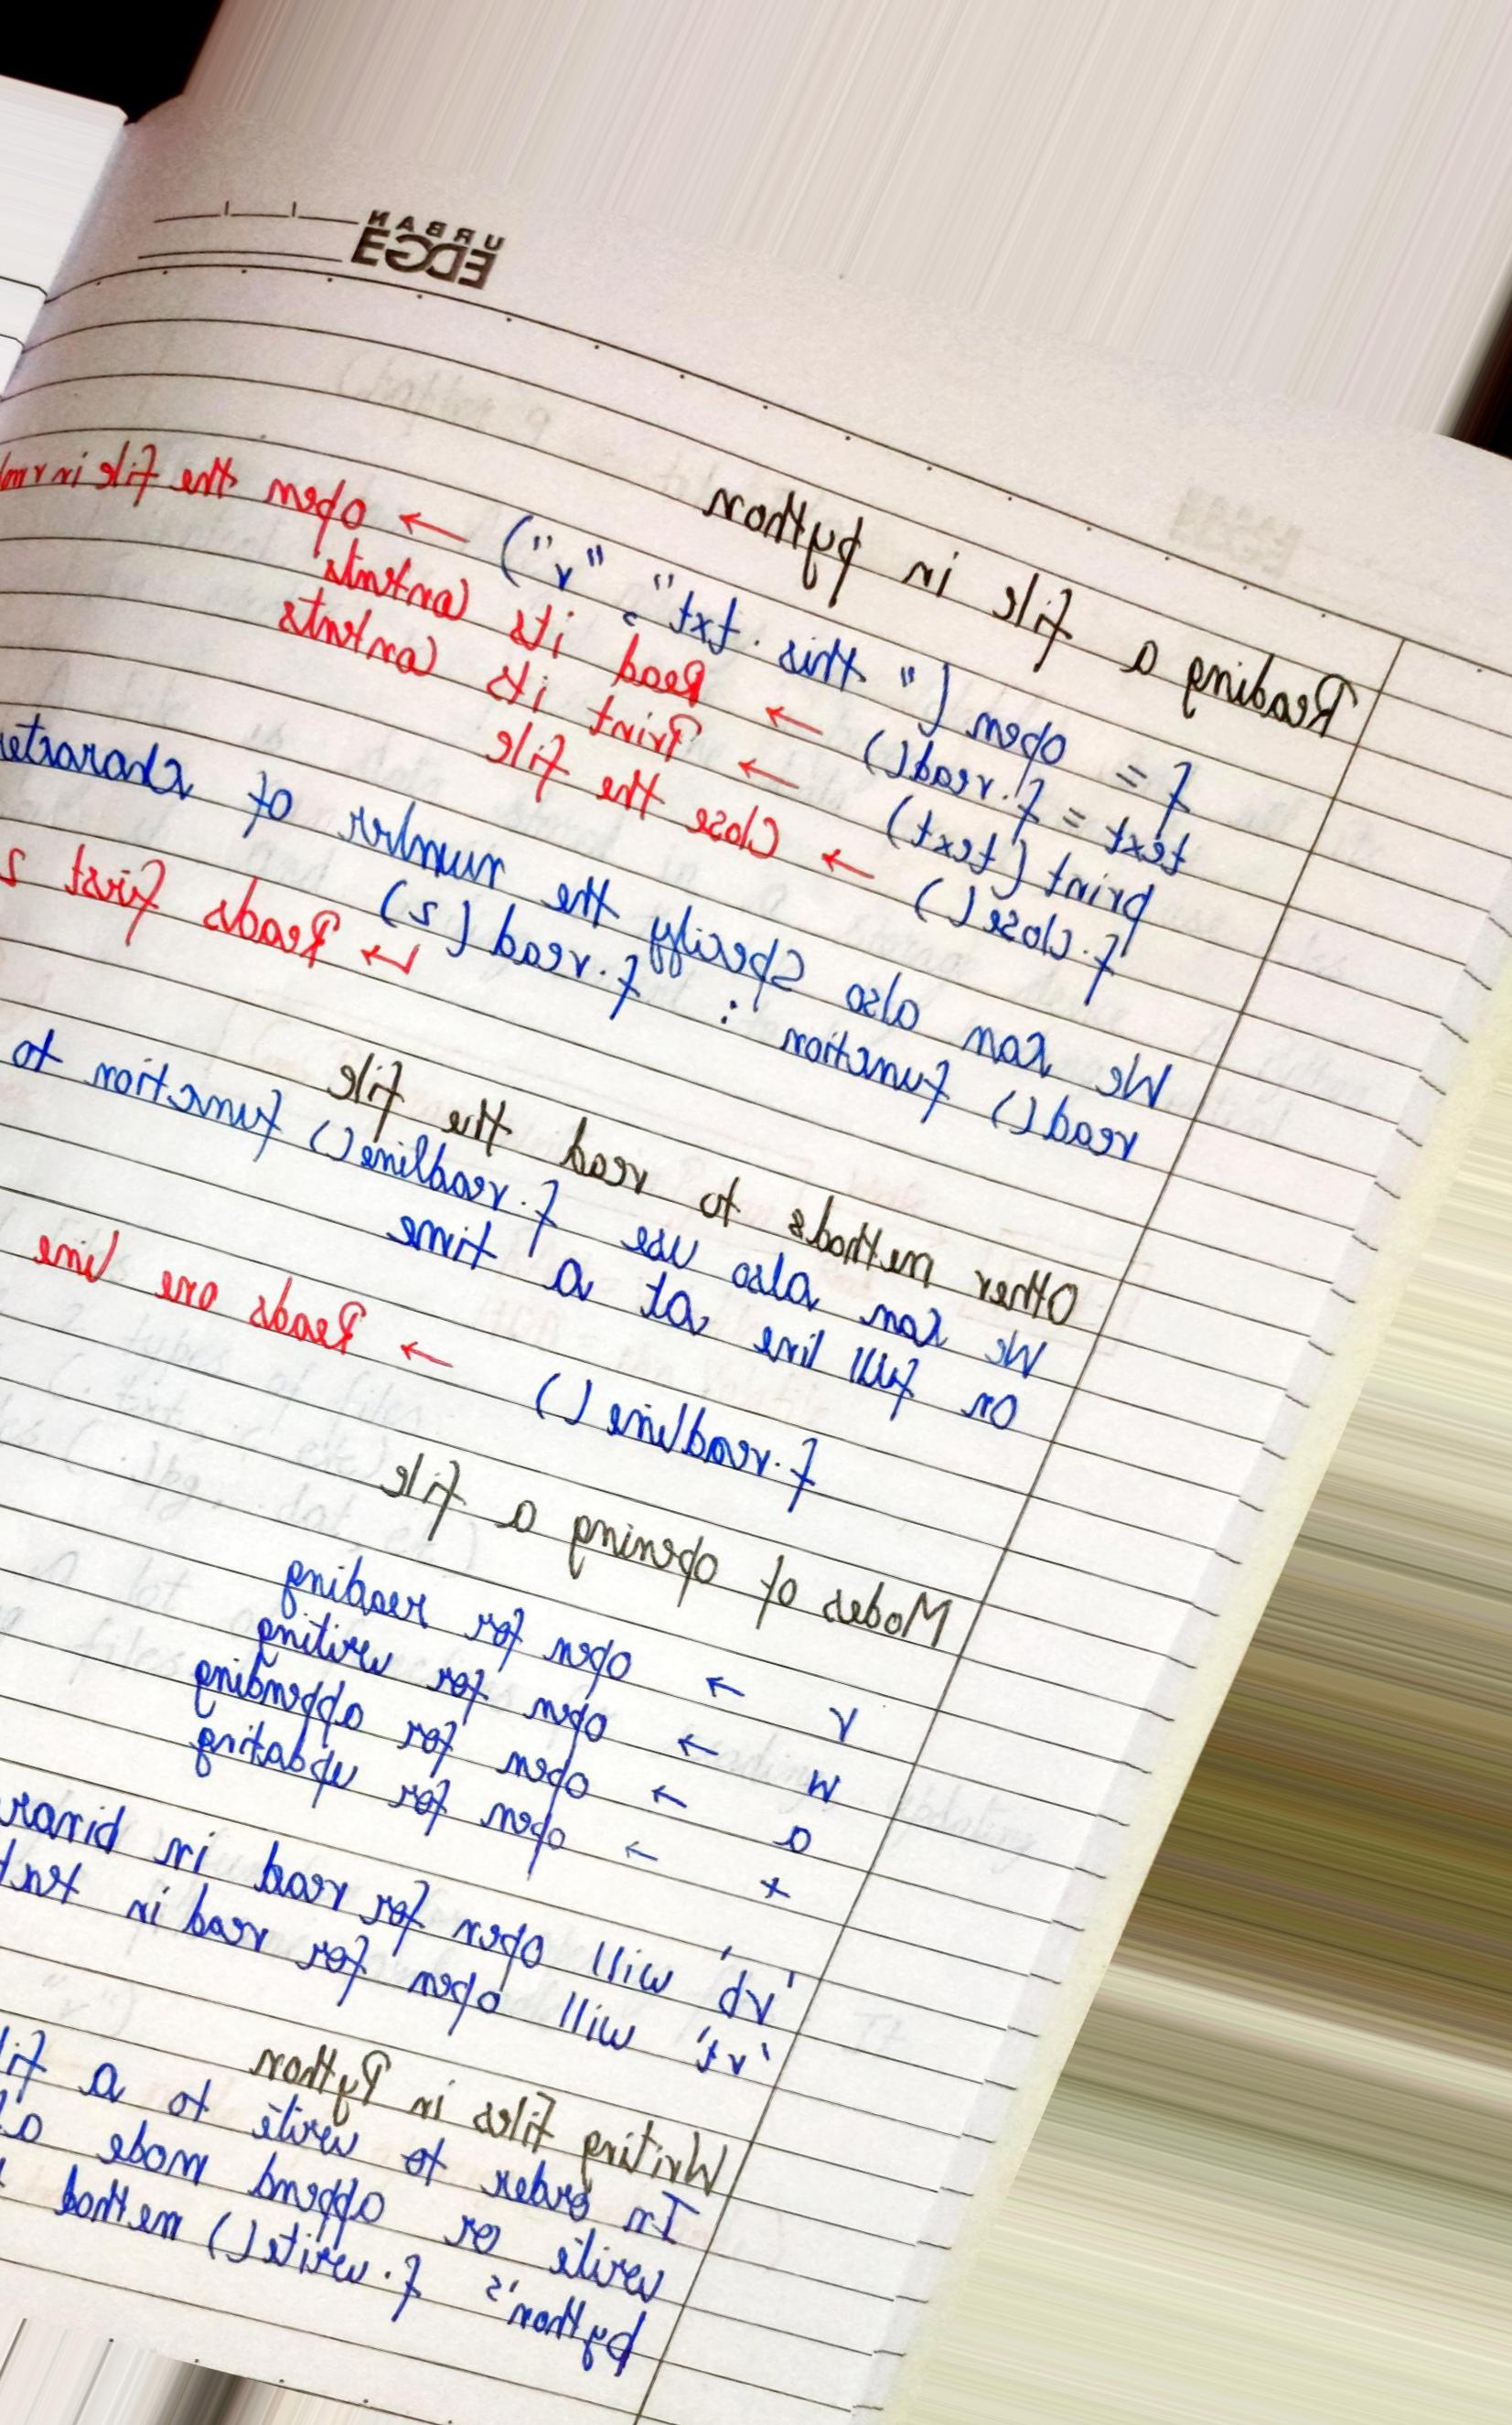 URBAN
EDGE
Reading a file in python
f = open ("this.txt", "r") → open the file in r
text = f.read() → Read its contents
print (text) → Print its contents
f.close() → Close the file
We can also specify the number of
read() function : f.read(2)
↳ Reads first 2
Other methods to read the file
We can also use f.readline() function to
on full line at a time
f.readline() → Reads one line
Modes of opening a file
r → open for reading
w → open for writing
a → open for appending
+ → open for updating
'rb' will open for read in
'rt' will open for read in
Writing files in Python
In order to write to a
write or append mode
python's f.write() method